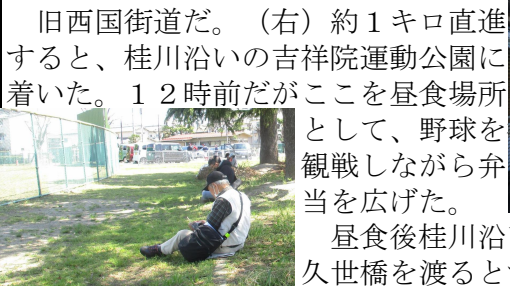 旧西国街道だ。（右）約１キロ直進
すると、桂川沿いの吉祥院運動公園に
着いた。１２時前だがここを昼食場所
として、野球を
観戦しながら弁
当を広げた。
昼食後桂川沿
久世橋を渡ると